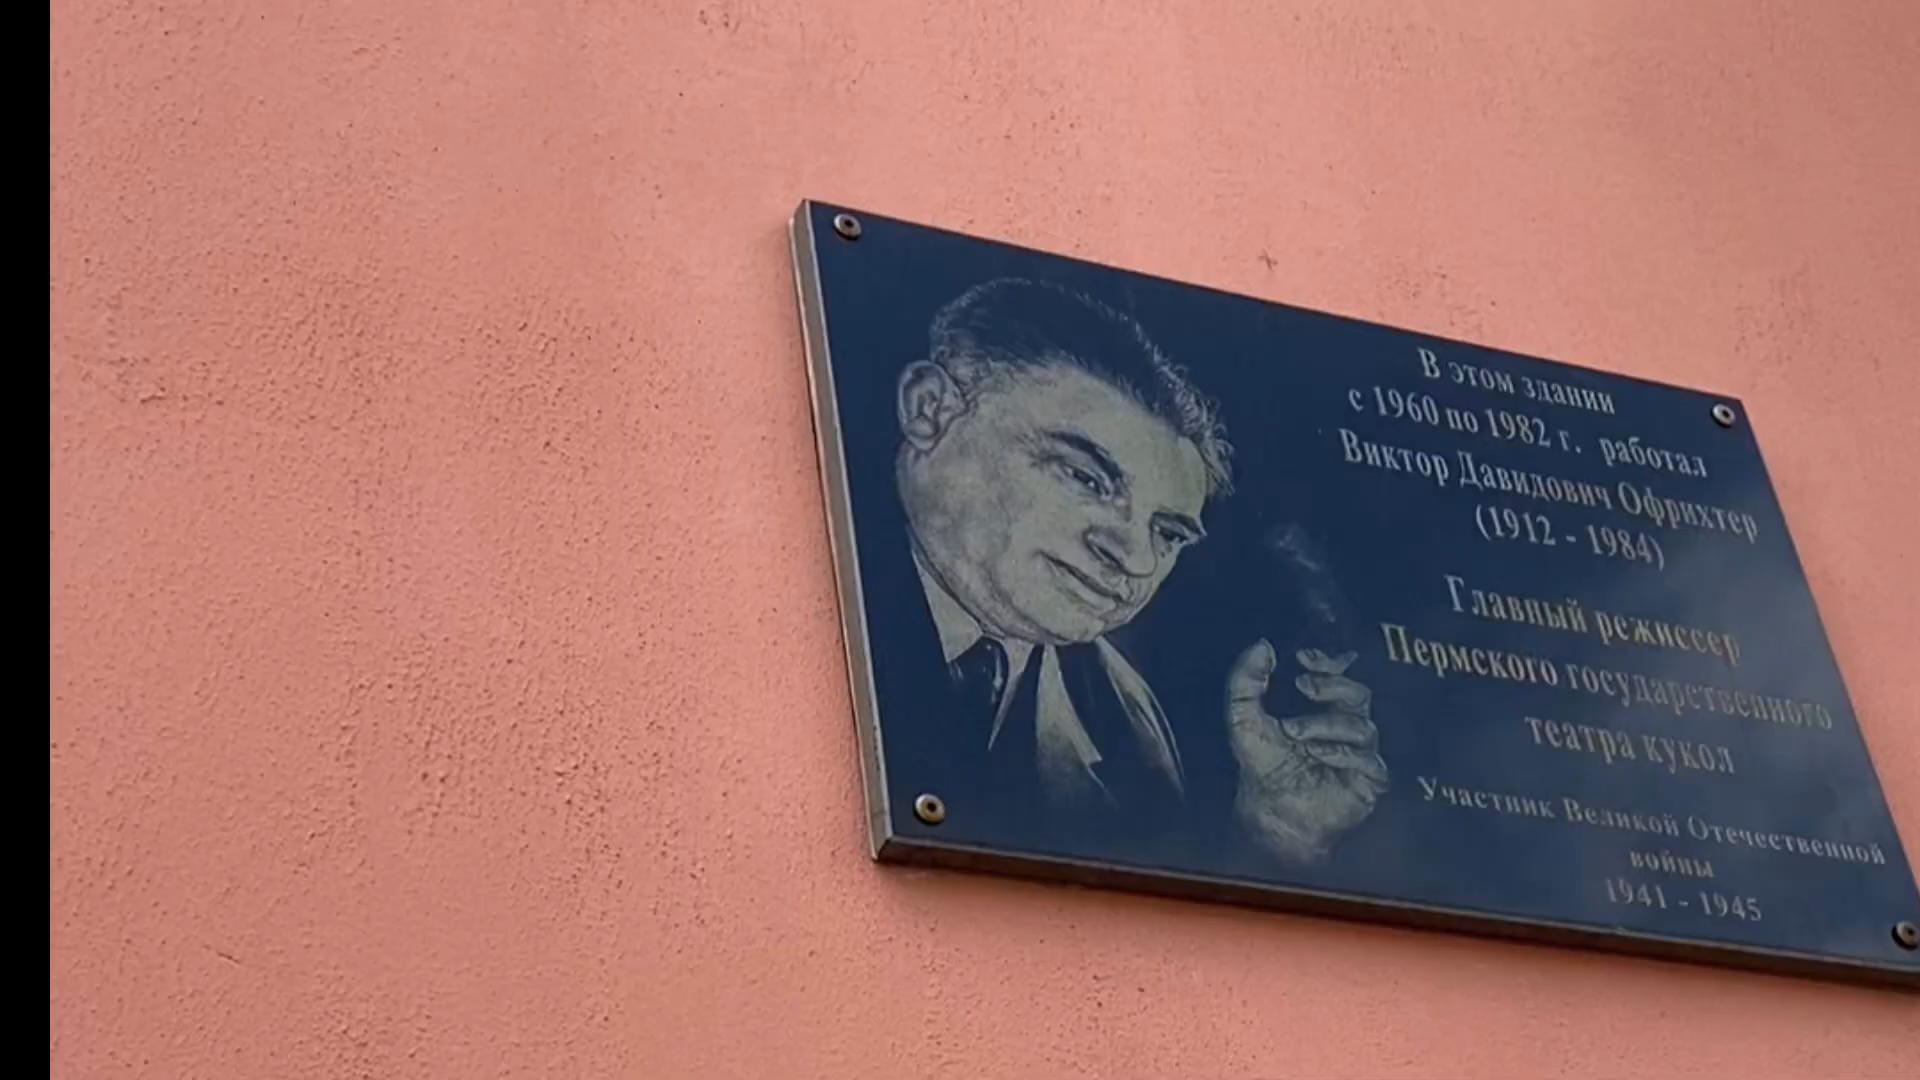 В этом здании
с 1960 по 1982 г. работал
Виктор Давидович Офрихтер
(1912 - 1984)
Главный режиссер
Пермского государственного
театра кукол
Участник Великой Отечественной
войны
1941 - 1945